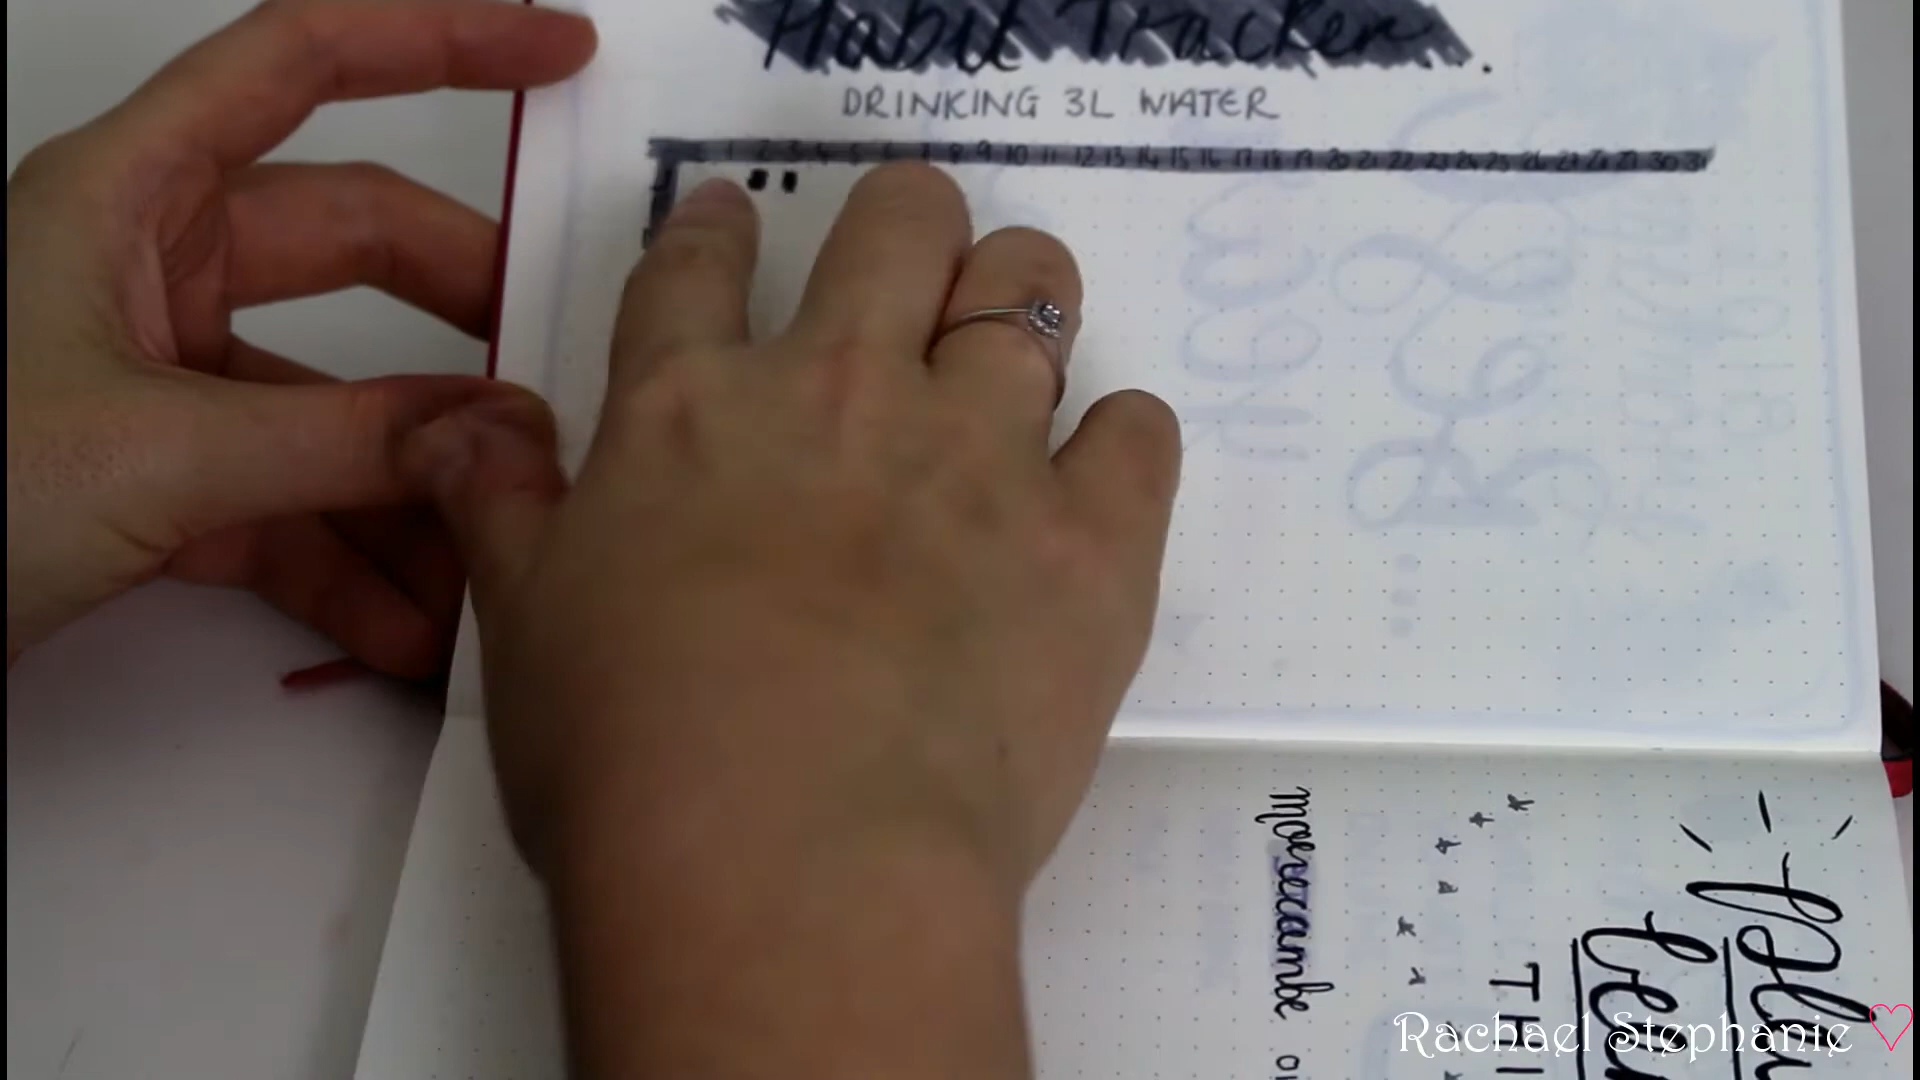 Habit Tracker...
DRINKING 3L WATER
1 2 3 4 5 6 7 8 9 10 11 12 13 14 15 16 17 18 19 20 21 22 23 24 25 26 27 28 29 30 31
J
morecambe
THI
Rachael Stephanie